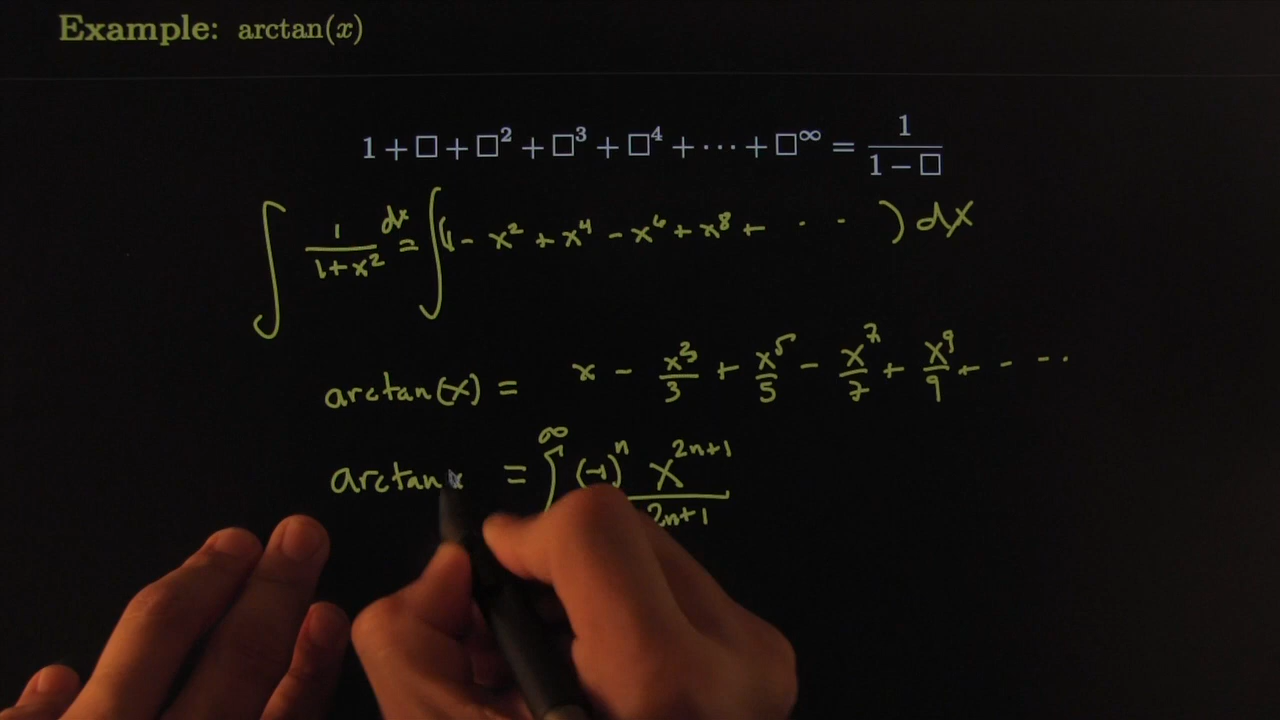 Example: arctan(x)
1 + □ + □² + □³ + □⁴ + ⋯ + □^∞ = 1/(1 − □)
∫ 1/(1+x²) dx = ∫(1 − x² + x⁴ − x⁶ + x⁸ + ⋯ ) dx
arctan(x) = x − x³/3 + x⁵/5 − x⁷/7 + x⁹/9 + ⋯
arctan x = ∞ (−1)ⁿ x^(2n+1)/(2n+1)